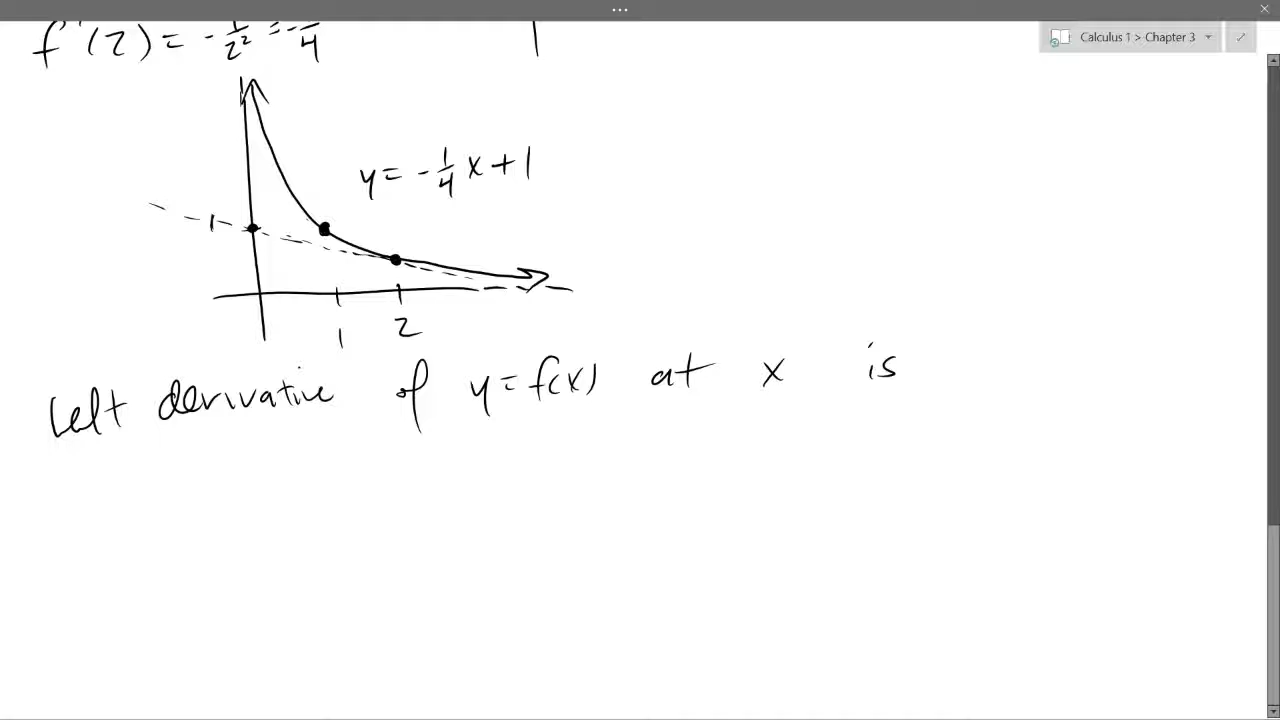 Calculus 1 > Chapter 3
f'(2) = -1/2² = -1/4
y = -1/4 x + 1
1
1 2
Left derivative of y = f(x) at x is